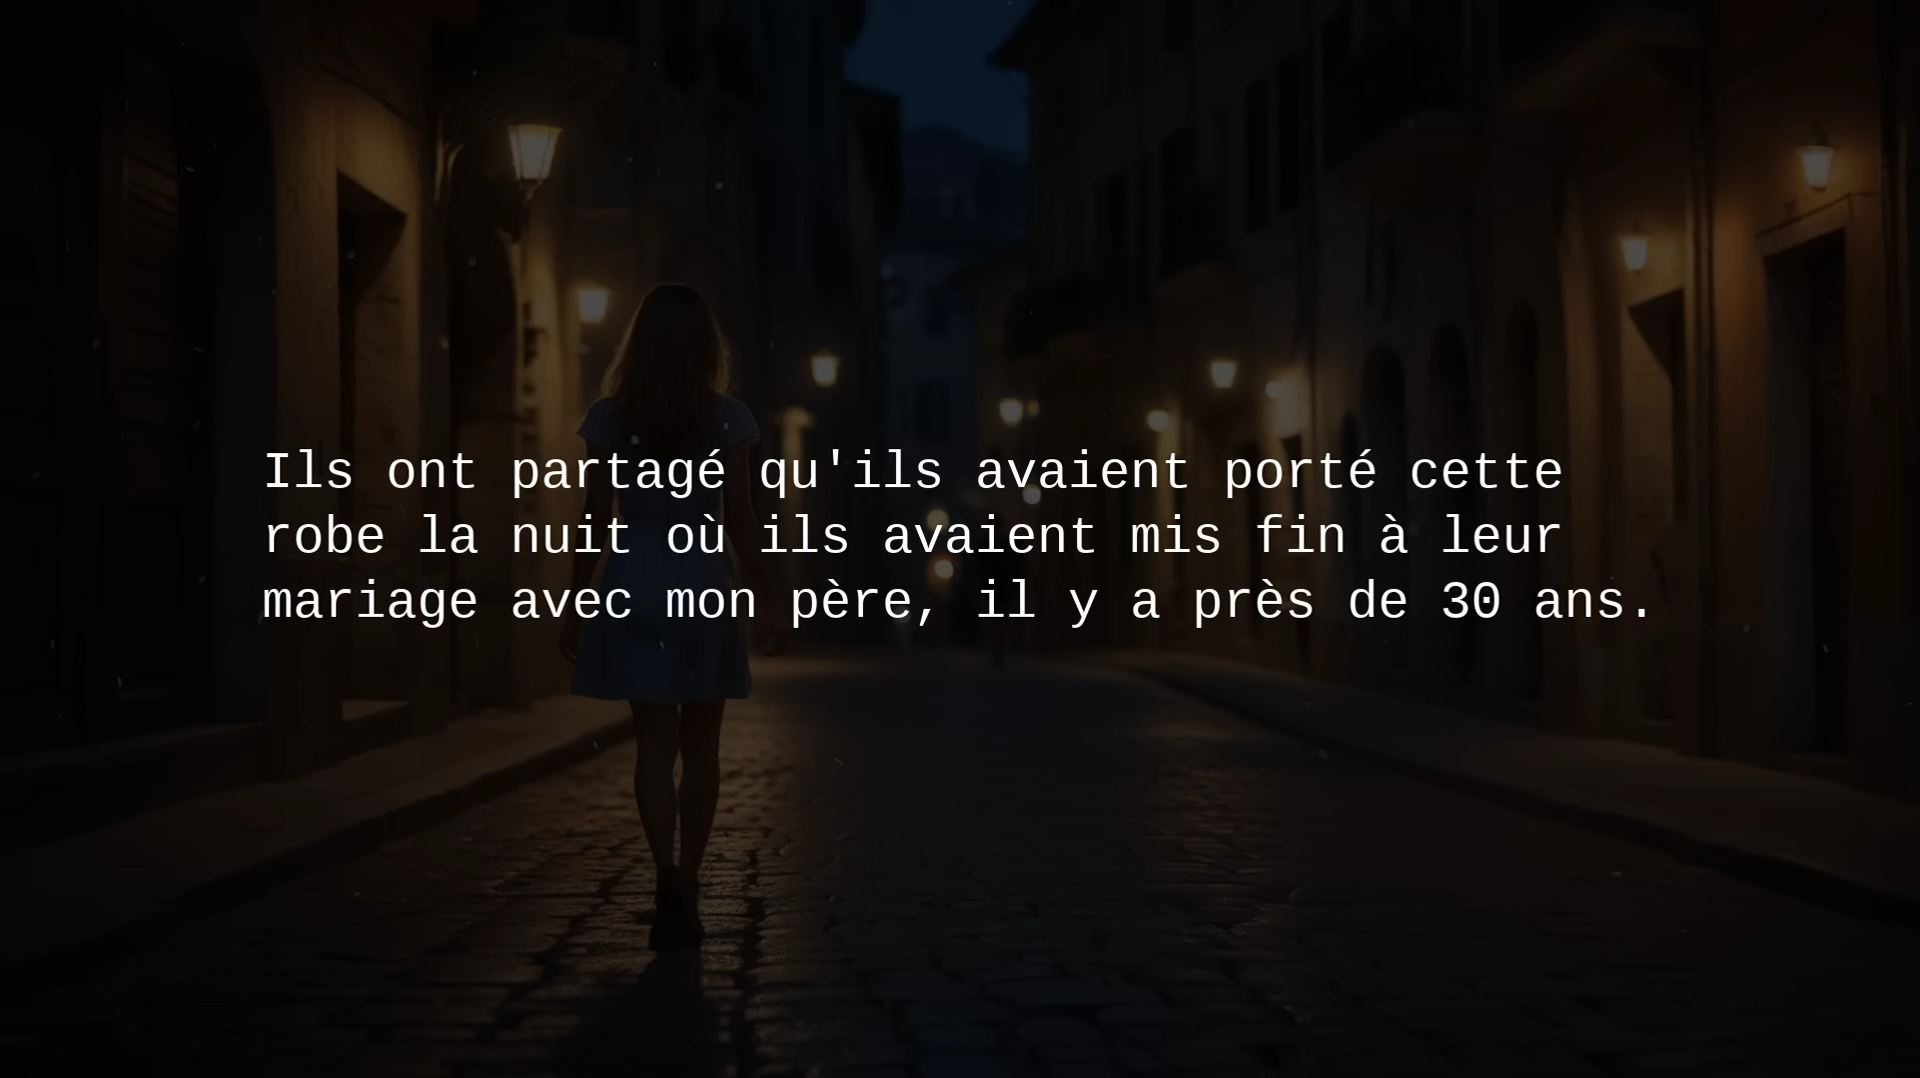 Ils ont partagé qu'ils avaient porté cette
robe la nuit où ils avaient mis fin à leur
mariage avec mon père, il y a près de 30 ans.